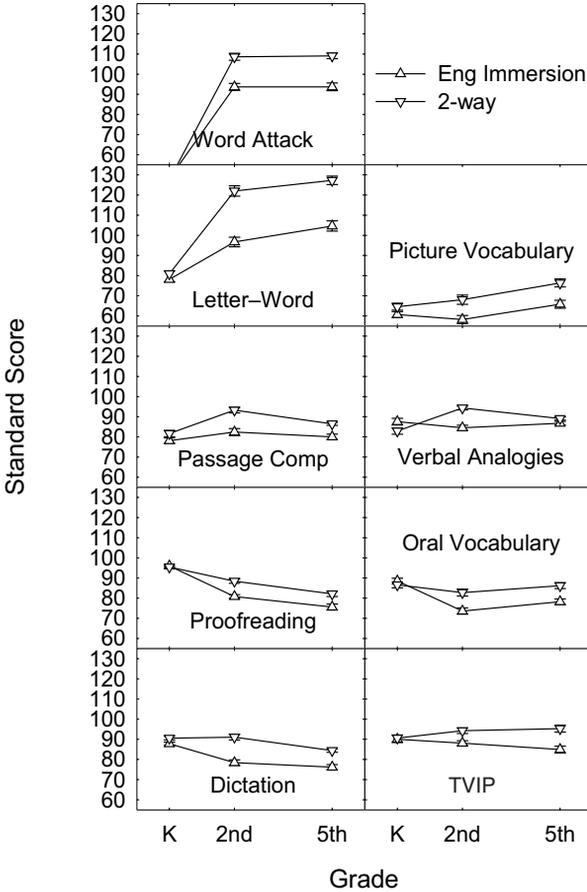 130
120
110
100
90
80
70
60
Word Attack
Eng Immersion
2-way
130
120
110
100
90
80
70
60
Letter–Word
Picture Vocabulary
130
120
110
100
90
80
70
60
Passage Comp
Verbal Analogies
130
120
110
100
90
80
70
60
Proofreading
Oral Vocabulary
130
120
110
100
90
80
70
60
Dictation
TVIP
K 2nd 5th K 2nd 5th
Grade
Standard Score